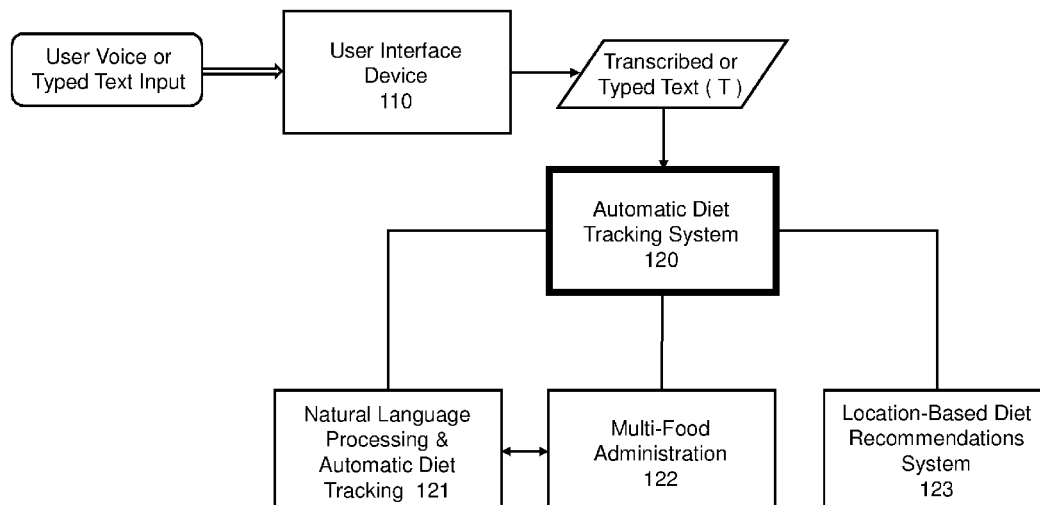 User Voice or
Typed Text Input
User Interface
Device
110
Transcribed or
Typed Text ( T )
Automatic Diet
Tracking System
120
Natural Language
Processing &
Automatic Diet
Tracking 121
Multi-Food
Administration
122
Location-Based Diet
Recommendations
System
123